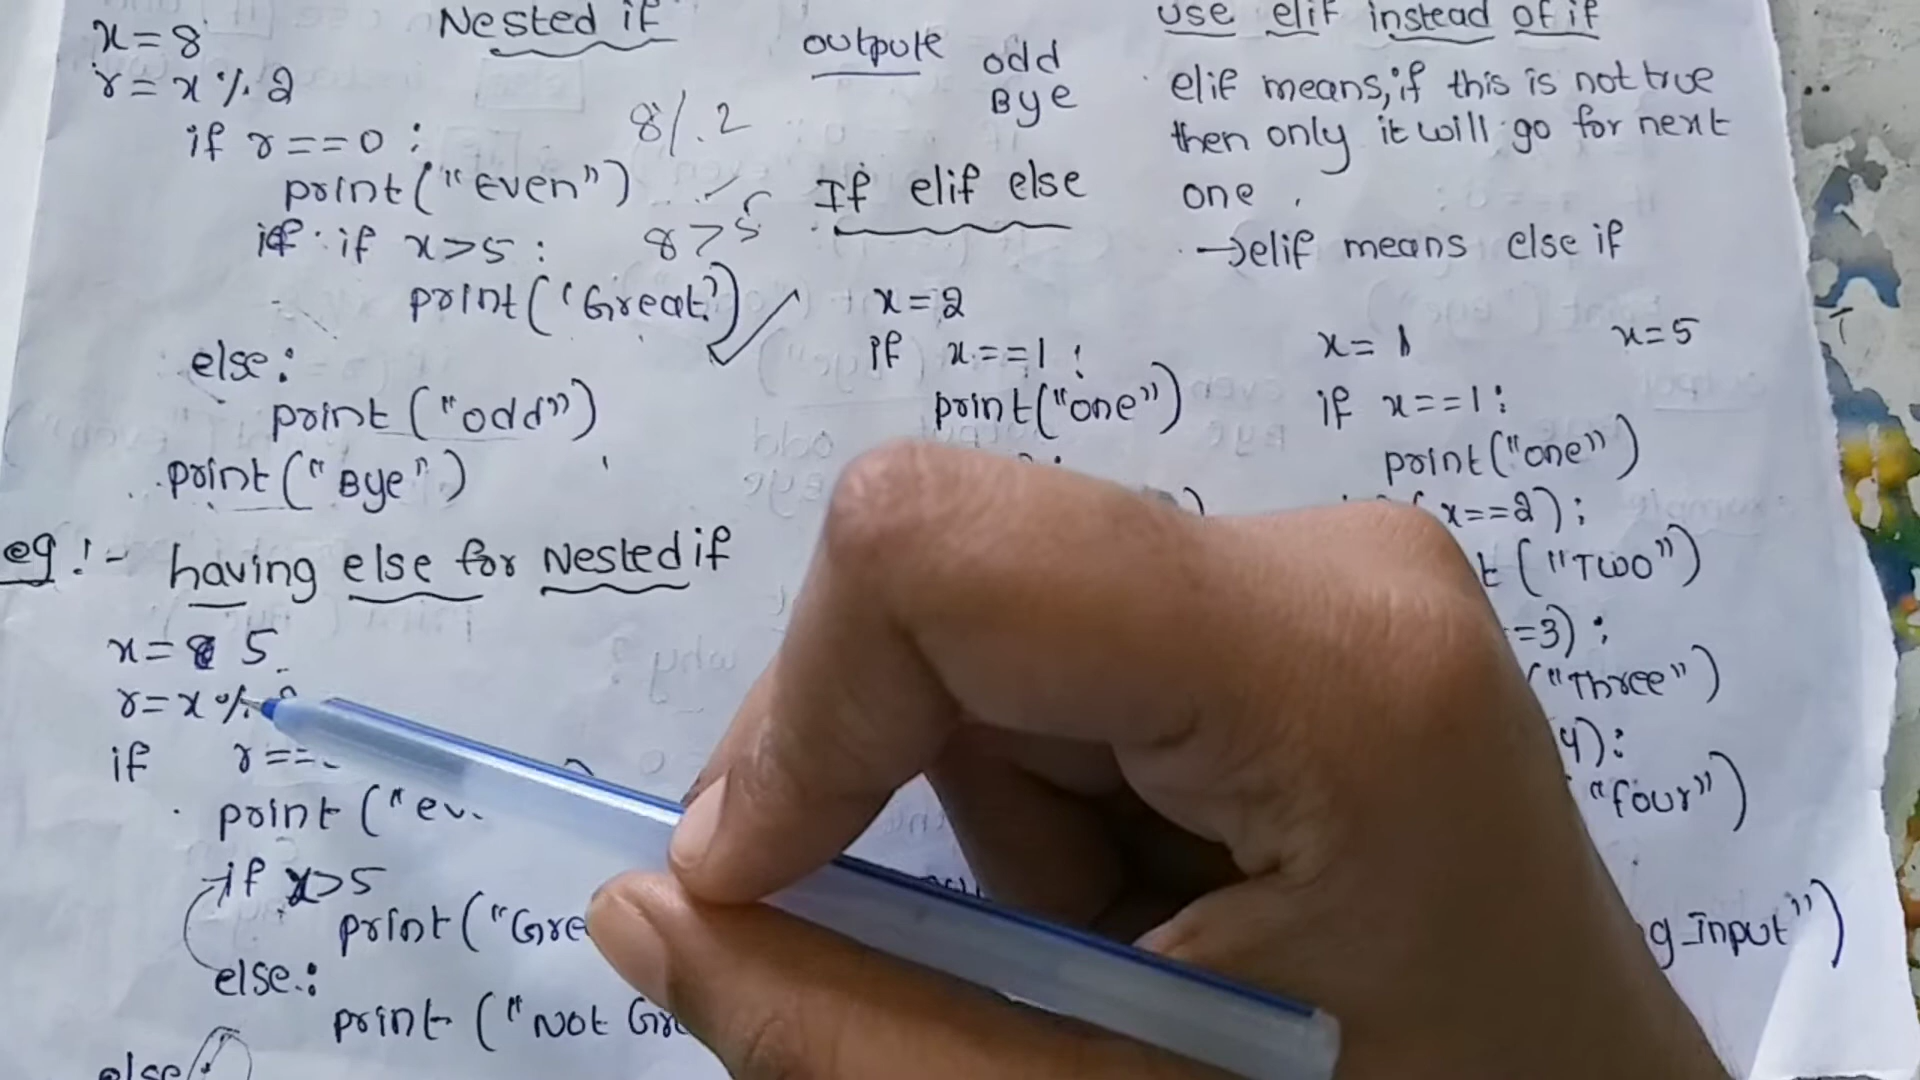 Nested if
x=8
r=x%2
if r==0:
print("Even")
if x>5:
print("Great")
else:
print("odd")
print("Bye")
8%2
8>5
outpute
odd
Bye
If elif else
x=2
if x==1:
print("one")
use elif instead of if
elif means, if this is not true
then only it will go for next
one.
→elif means else if
x=1
x=5
if x==1:
print("one")
x==2):
t("Two")
=3):
("Three")
4):
"four")
g Input")
eg:- having else for Nested if
x= 5
r=x%
if r==
print("ev
if x>5
print("Gre
else:
print("Not Gre
else